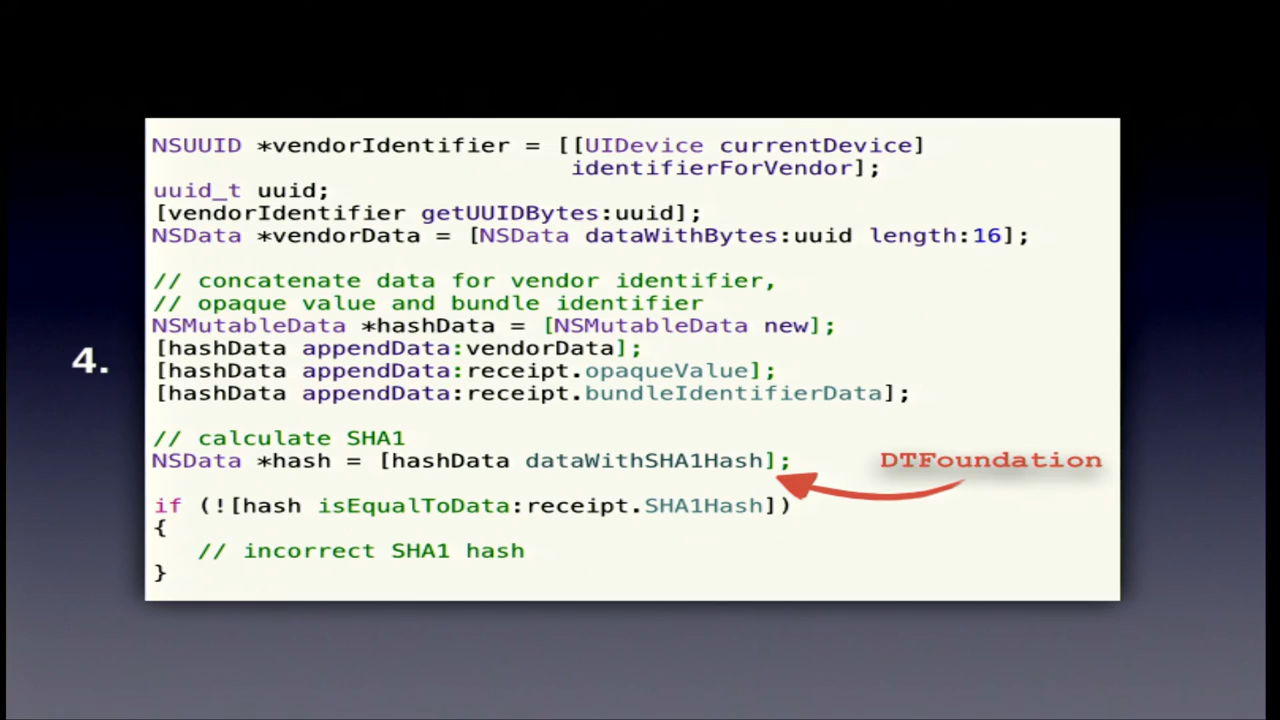 NSUUID *vendorIdentifier = [[UIDevice currentDevice]
identifierForVendor];
uuid_t uuid;
[vendorIdentifier getUUIDBytes:uuid];
NSData *vendorData = [NSData dataWithBytes:uuid length:16];
// concatenate data for vendor identifier,
// opaque value and bundle identifier
NSMutableData *hashData = [NSMutableData new];
[hashData appendData:vendorData];
4.
[hashData appendData:receipt.opaqueValue];
[hashData appendData:receipt.bundleIdentifierData];
// calculate SHA1
NSData *hash = [hashData dataWithSHA1Hash];
DTFoundation
if (![hash isEqualToData:receipt.SHA1Hash])
{
// incorrect SHA1 hash
}